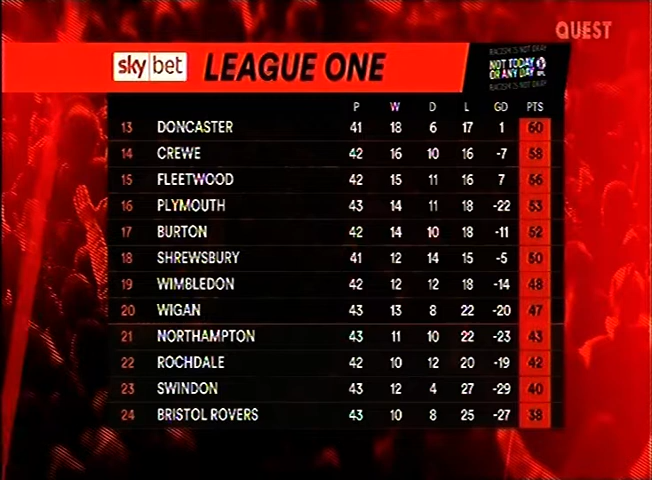 QUEST
RACISM IS NOT OKAY
sky bet LEAGUE ONE NOT TODAY
OR ANY DAY EFL
RACISM IS NOT OKAY
P W D L GD PTS
13 DONCASTER 41 18 6 17 1 60
14 CREWE 42 16 10 16 -7 58
15 FLEETWOOD 42 15 11 16 7 56
16 PLYMOUTH 43 14 11 18 -22 53
17 BURTON 42 14 10 18 -11 52
18 SHREWSBURY 41 12 14 15 -5 50
19 WIMBLEDON 42 12 12 18 -14 48
20 WIGAN 43 13 8 22 -20 47
21 NORTHAMPTON 43 11 10 22 -23 43
22 ROCHDALE 42 10 12 20 -19 42
23 SWINDON 43 12 4 27 -29 40
24 BRISTOL ROVERS 43 10 8 25 -27 38